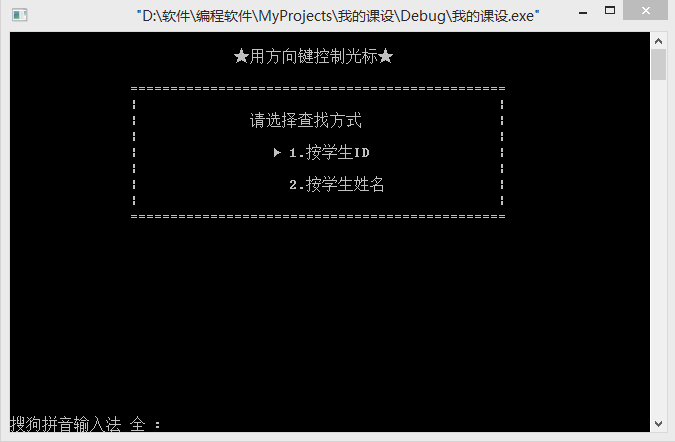 "D:\软件\编程软件\MyProjects\我的课设\Debug\我的课设.exe"
★用方向键控制光标★
===============================================
请选择查找方式
▶ 1.按学生ID
2.按学生姓名
===============================================
搜狗拼音输入法 全 :